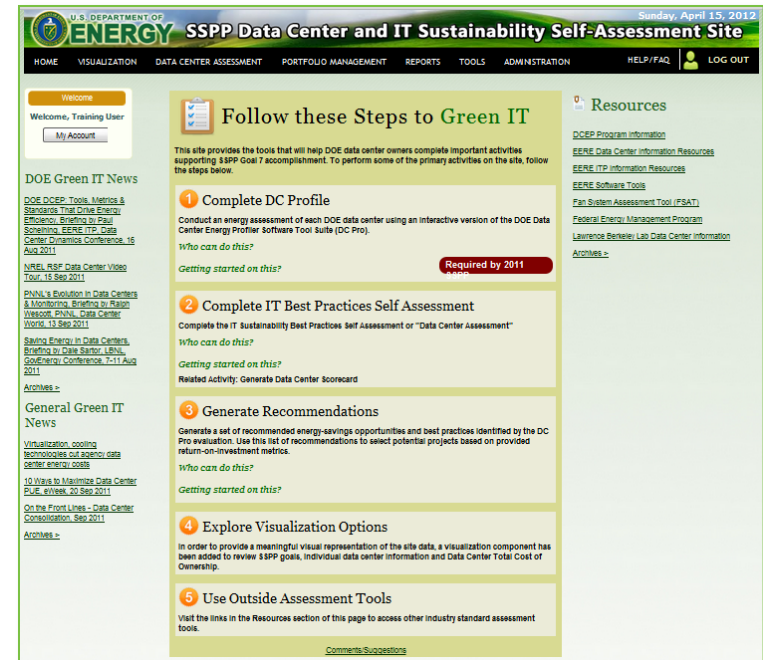 Sunday, April 15, 2012
U.S. DEPARTMENT OF
ENERGY
SSPP Data Center and IT Sustainability Self-Assessment Site
HOME VISUALIZATION DATA CENTER ASSESSMENT PORTFOLIO MANAGEMENT REPORTS TOOLS ADMINISTRATION HELP/FAQ LOG OUT
Welcome
Welcome, Training User
My Account
DOE Green IT News
DOE DCEP: Tools, Metrics &
Standards That Drive Energy
Efficiency, Briefing by Paul
Scheihing, EERE ITP, Data
Center Dynamics Conference, 16
Aug 2011
NREL RSF Data Center Video
Tour, 15 Sep 2011
PNNL's Evolution in Data Centers
& Monitoring, Briefing by Ralph
Wescott, PNNL, Data Center
World, 13 Sep 2011
Saving Energy in Data Centers,
Briefing by Dale Sartor, LBNL,
GovEnergy Conference, 7-11 Aug
2011
Archives >
General Green IT
News
Virtualization, cooling
technologies cut agency data
center energy costs
10 Ways to Maximize Data Center
PUE, eWeek, 20 Sep 2011
On the Front Lines - Data Center
Consolidation, Sep 2011
Archives >
Follow these Steps to Green IT
This site provides the tools that will help DOE data center owners complete important activities
supporting SSPP Goal 7 accomplishment. To perform some of the primary activities on the site, follow
the steps below.
1 Complete DC Profile
Conduct an energy assessment of each DOE data center using an interactive version of the DOE Data
Center Energy Profiler Software Tool Suite (DC Pro).
Who can do this?
Getting started on this?
Required by 2011
SSPP
2 Complete IT Best Practices Self Assessment
Complete the IT Sustainability Best Practices Self Assessment or "Data Center Assessment"
Who can do this?
Getting started on this?
Related Activity: Generate Data Center Scorecard
3 Generate Recommendations
Generate a set of recommended energy-savings opportunities and best practices identified by the DC
Pro evaluation. Use this list of recommendations to select potential projects based on provided
return-on-investment metrics.
Who can do this?
Getting started on this?
4 Explore Visualization Options
In order to provide a meaningful visual representation of the site data, a visualization component has
been added to review SSPP goals, individual data center information and Data Center Total Cost of
Ownership.
5 Use Outside Assessment Tools
Visit the links in the Resources section of this page to access other industry standard assessment
tools.
Comments/Suggestions
Resources
DCEP Program Information
EERE Data Center Information Resources
EERE ITP Information Resources
EERE Software Tools
Fan System Assessment Tool (FSAT)
Federal Energy Management Program
Lawrence Berkeley Lab Data Center Information
Archives >